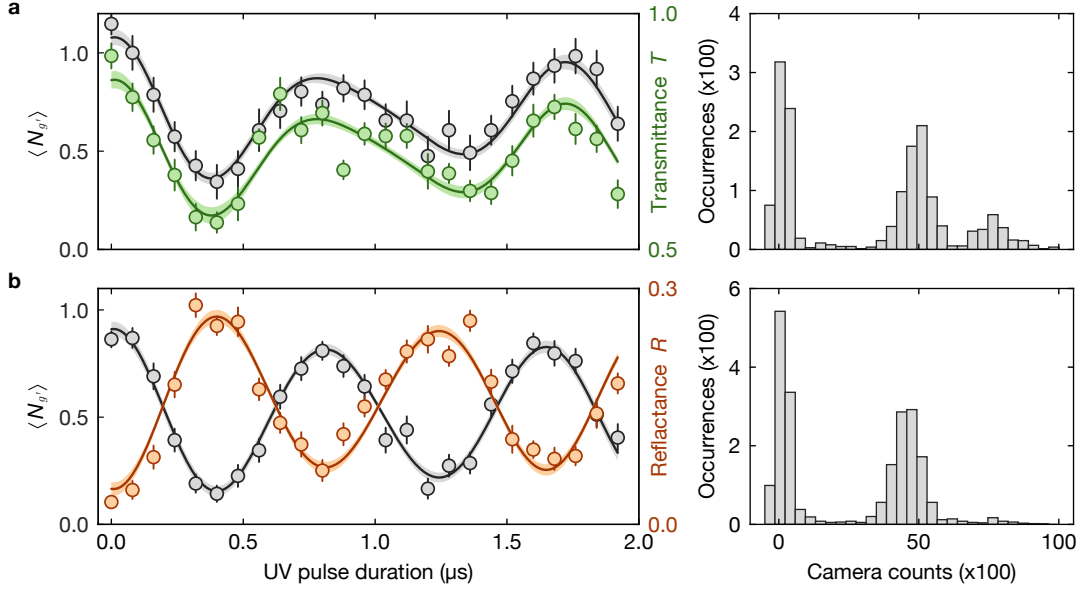 a
1.0
0.5
0.0
⟨N_g'⟩
1.0
0.5
Transmittance T
4
3
2
1
0
Occurrences (x100)
b
1.0
0.5
0.0
⟨N_g'⟩
0.3
0.0
Reflactance R
0.0
0.5
1.0
1.5
2.0
UV pulse duration (μs)
6
4
2
0
Occurrences (x100)
0
50
100
Camera counts (x100)